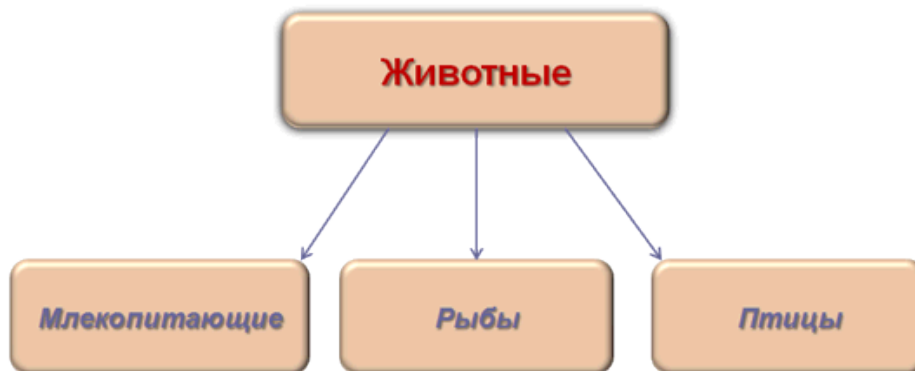 Животные
Млекопитающие
Рыбы
Птицы